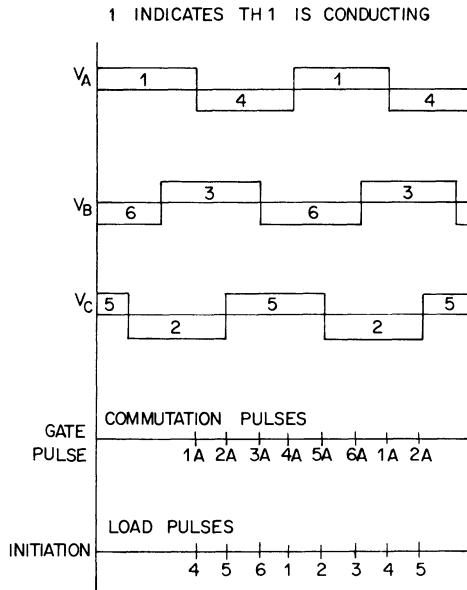 1 INDICATES TH 1 IS CONDUCTING
VA 1 4 1 4
VB 6 3 6 3
VC 5 2 5 2 5
COMMUTATION PULSES
GATE PULSE
1A 2A 3A 4A 5A 6A 1A 2A
LOAD PULSES
INITIATION
4 5 6 1 2 3 4 5